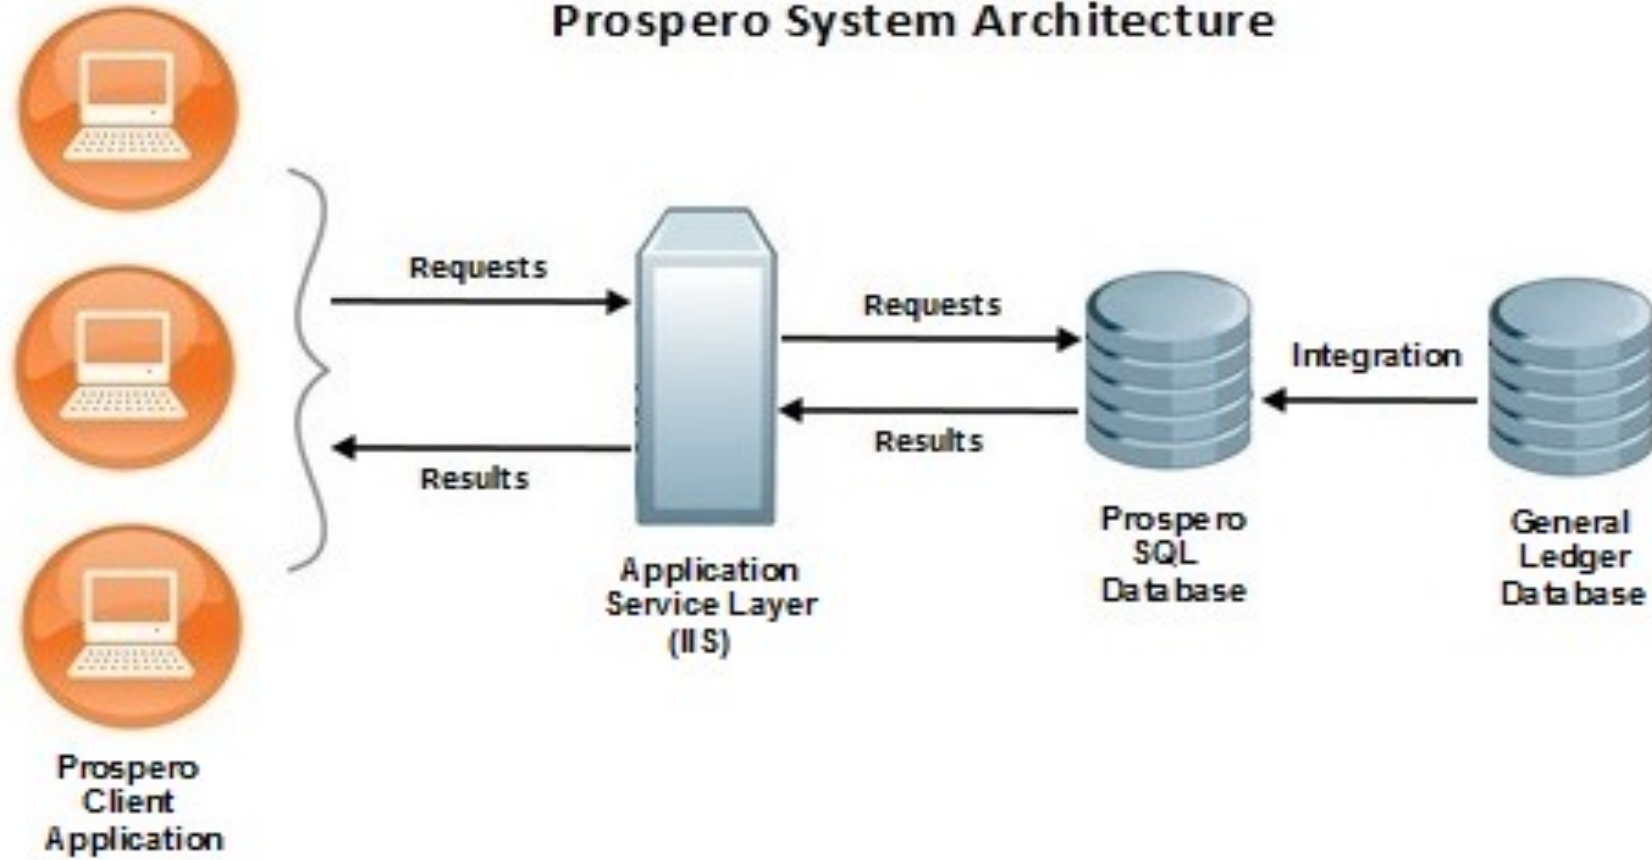 Prospero System Architecture
Requests
Requests
Integration
Results
Results
Prospero
Client
Application
Application
Service Layer
(IIS)
Prospero
SQL
Database
General
Ledger
Database